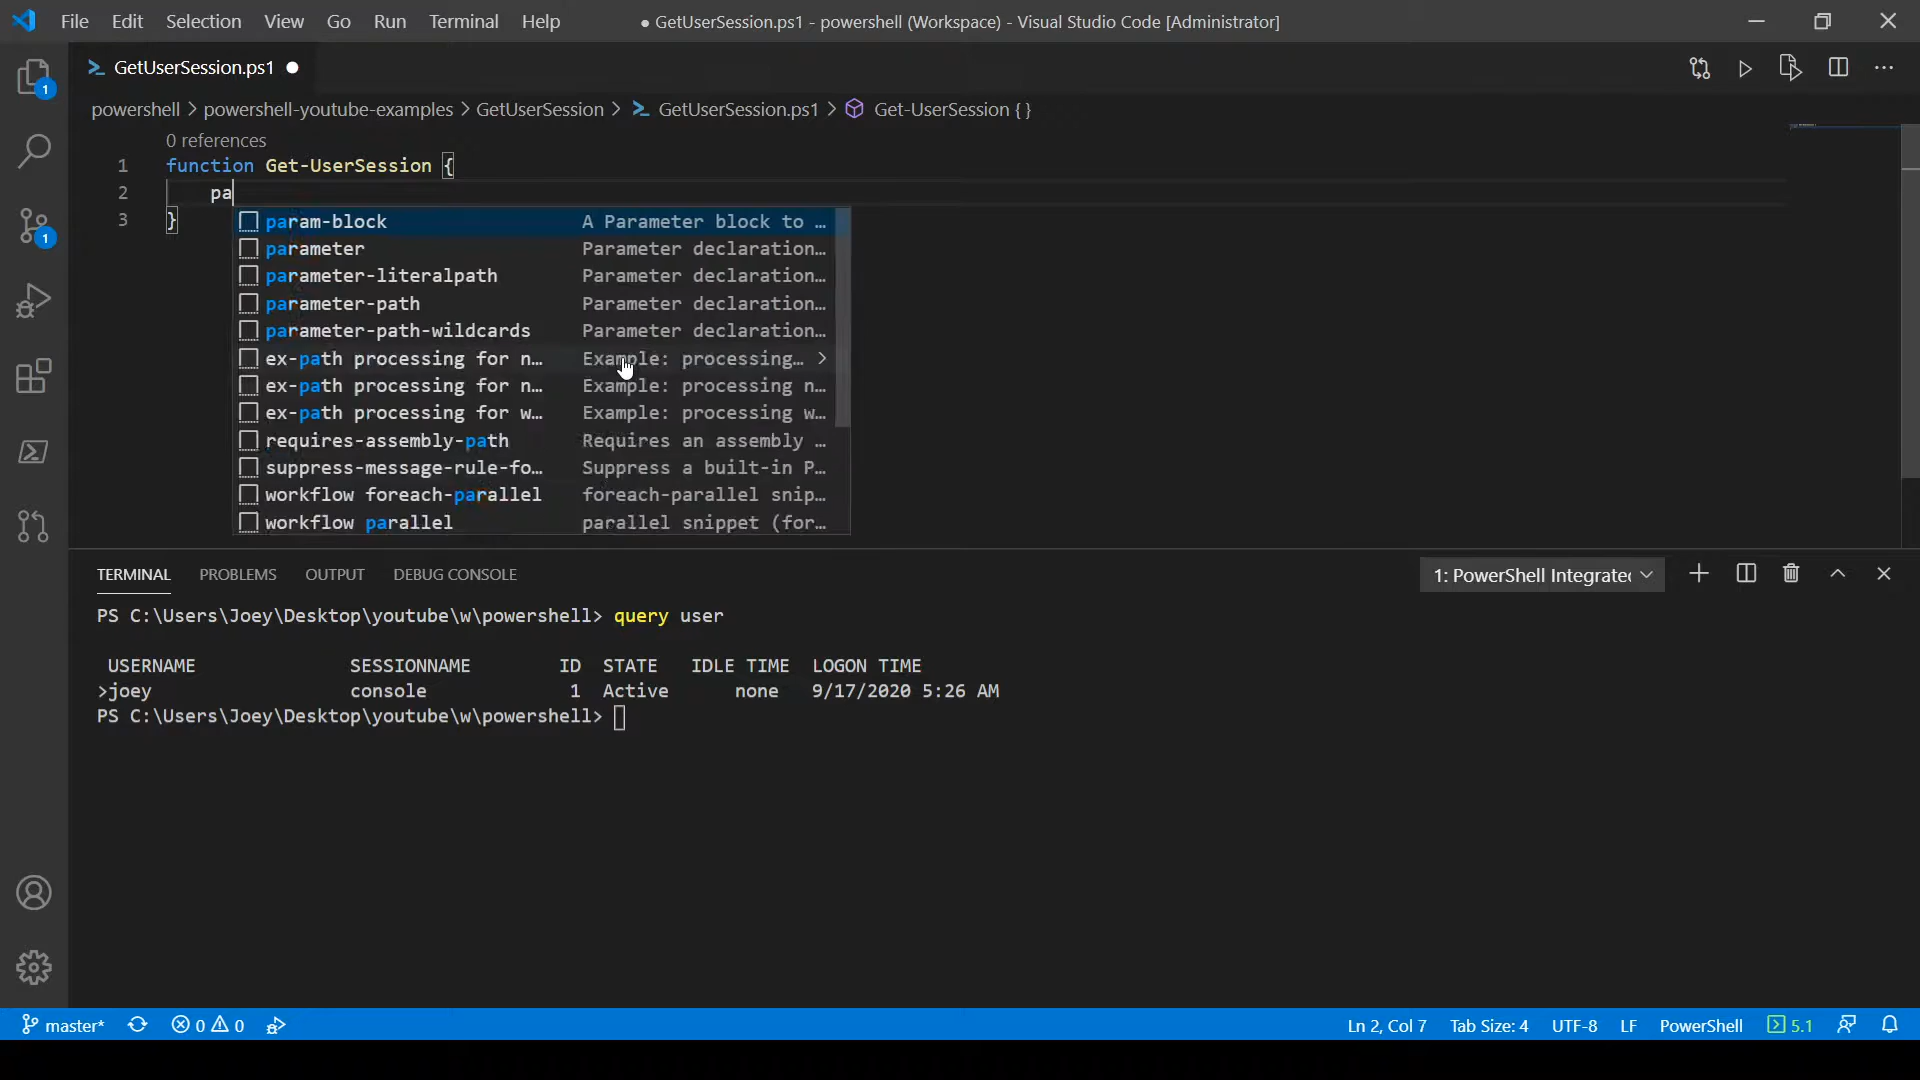 File Edit Selection View Go Run Terminal Help ● GetUserSession.ps1 - powershell (Workspace) - Visual Studio Code [Administrator]
GetUserSession.ps1 ●
powershell > powershell-youtube-examples > GetUserSession > GetUserSession.ps1 > Get-UserSession { }
0 references
1 function Get-UserSession {
2 pa
3 }
param-block A Parameter block to …
parameter Parameter declaration…
parameter-literalpath Parameter declaration…
parameter-path Parameter declaration…
parameter-path-wildcards Parameter declaration…
ex-path processing for n… Example: processing… >
ex-path processing for n… Example: processing n…
ex-path processing for w… Example: processing w…
requires-assembly-path Requires an assembly …
suppress-message-rule-fo… Suppress a built-in P…
workflow foreach-parallel foreach-parallel snip…
workflow parallel parallel snippet (for…
1
1
TERMINAL PROBLEMS OUTPUT DEBUG CONSOLE 1: PowerShell Integrated
PS C:\Users\Joey\Desktop\youtube\w\powershell> query user
USERNAME SESSIONNAME ID STATE IDLE TIME LOGON TIME
>joey console 1 Active none 9/17/2020 5:26 AM
PS C:\Users\Joey\Desktop\youtube\w\powershell>
master* 0 0 Ln 2, Col 7 Tab Size: 4 UTF-8 LF PowerShell 5.1